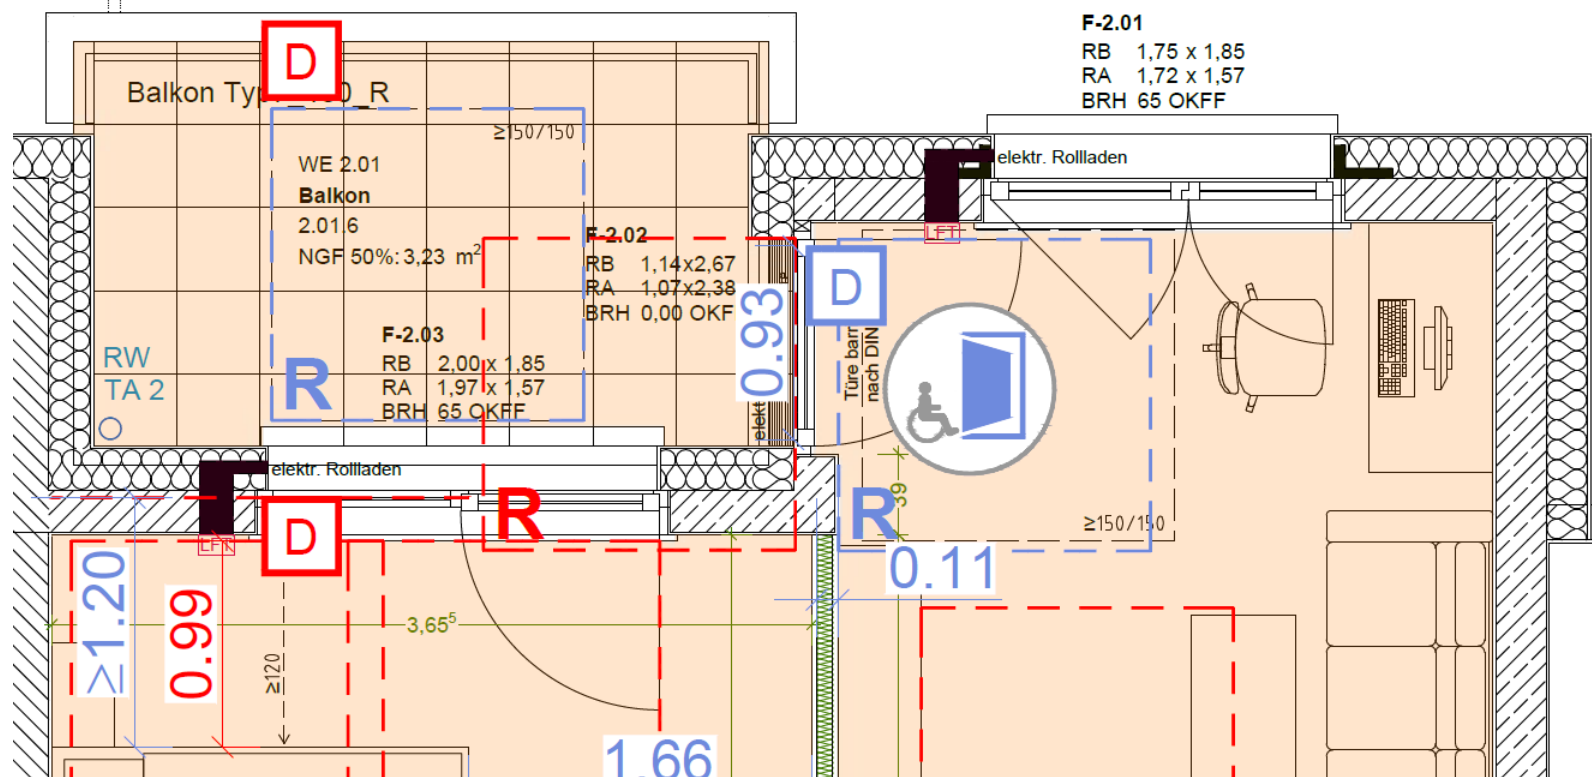 F-2.01
RB 1,75 x 1,85
RA 1,72 x 1,57
BRH 65 OKFF
D
Balkon Typ
_R
≥150/150
elektr. Rollladen
WE 2.01
Balkon
2.01.6
NGF 50%: 3,23 m²
LFT
F-2.02
RB 1,14x2,67
RA 1,07x2,38
BRH 0,00 OKF
D
0.93
F-2.03
RB 2,00 x 1,85
RA 1,97 x 1,57
BRH 65 OKFF
R
RW
TA 2
Türe barr
nach DIN
elekt
elektr. Rollladen
R
R
39
≥150/150
D
LFT
0.11
≥1.20
0.99
3,65⁵
≥120
1.66